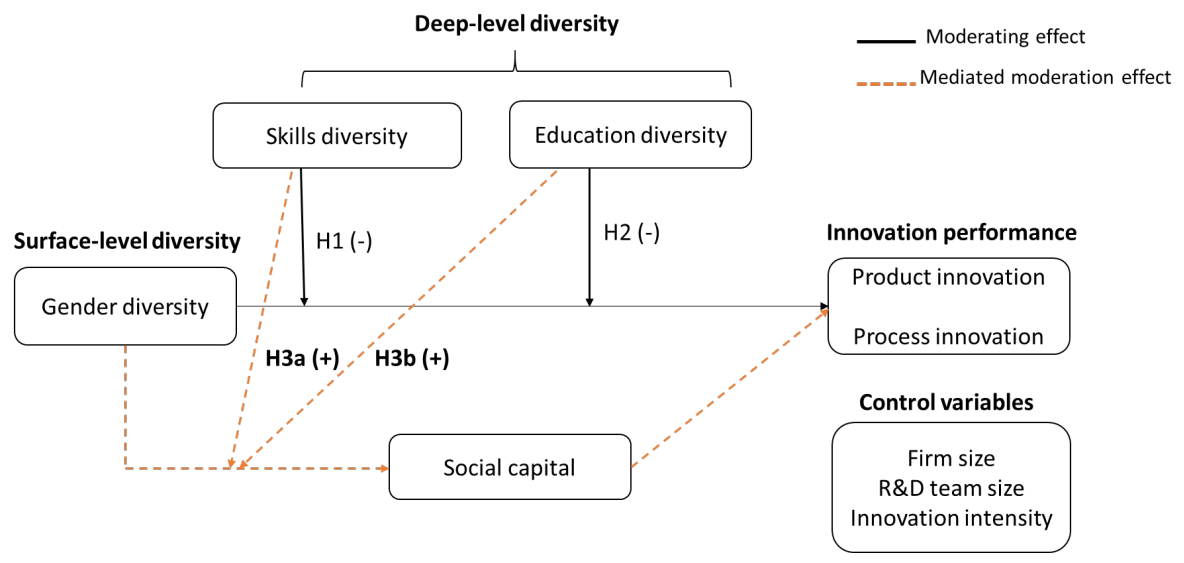 Deep-level diversity
Moderating effect
Mediated moderation effect
Skills diversity
Education diversity
H1 (-)
H2 (-)
Surface-level diversity
Gender diversity
Innovation performance
Product innovation
Process innovation
H3a (+)
H3b (+)
Social capital
Control variables
Firm size
R&D team size
Innovation intensity